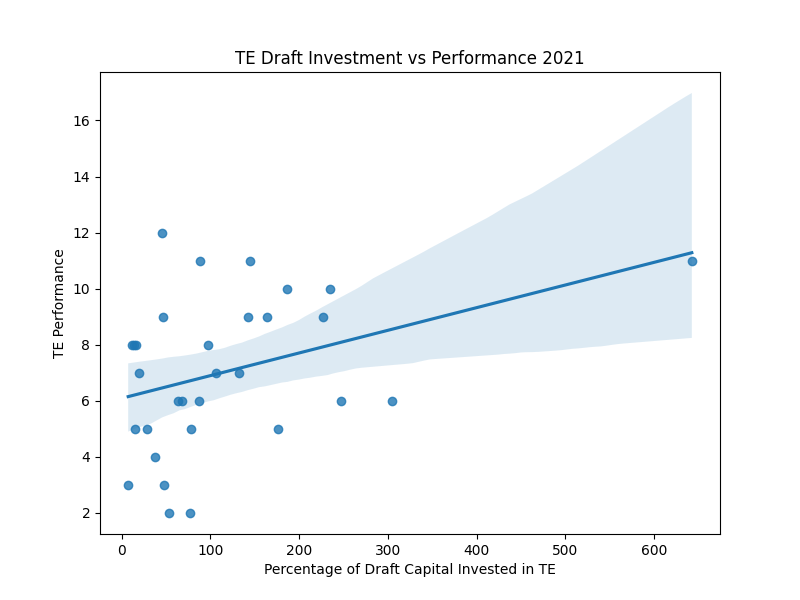 TE Draft Investment vs Performance 2021
TE Performance
16
14
12
10
8
6
4
2
0 100 200 300 400 500 600
Percentage of Draft Capital Invested in TE